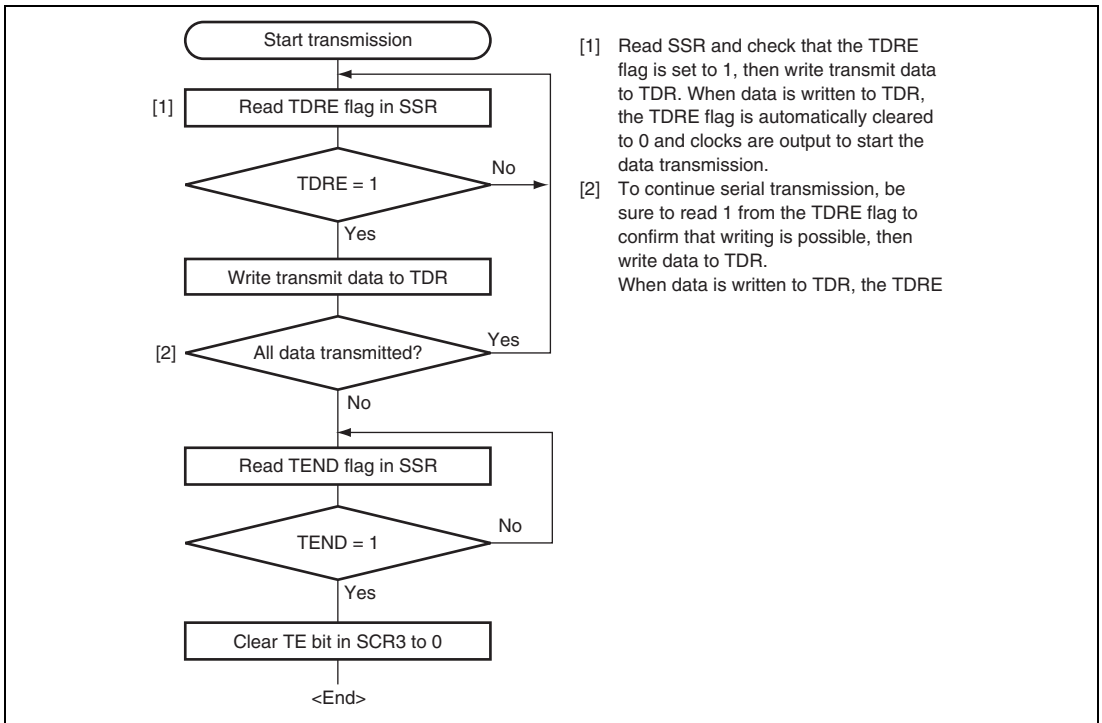 Start transmission
[1] Read TDRE flag in SSR
TDRE = 1
No
Yes
Write transmit data to TDR
[2] All data transmitted?
Yes
No
Read TEND flag in SSR
TEND = 1
No
Yes
Clear TE bit in SCR3 to 0
<End>
[1] Read SSR and check that the TDRE
flag is set to 1, then write transmit data
to TDR. When data is written to TDR,
the TDRE flag is automatically cleared
to 0 and clocks are output to start the
data transmission.
[2] To continue serial transmission, be
sure to read 1 from the TDRE flag to
confirm that writing is possible, then
write data to TDR.
When data is written to TDR, the TDRE